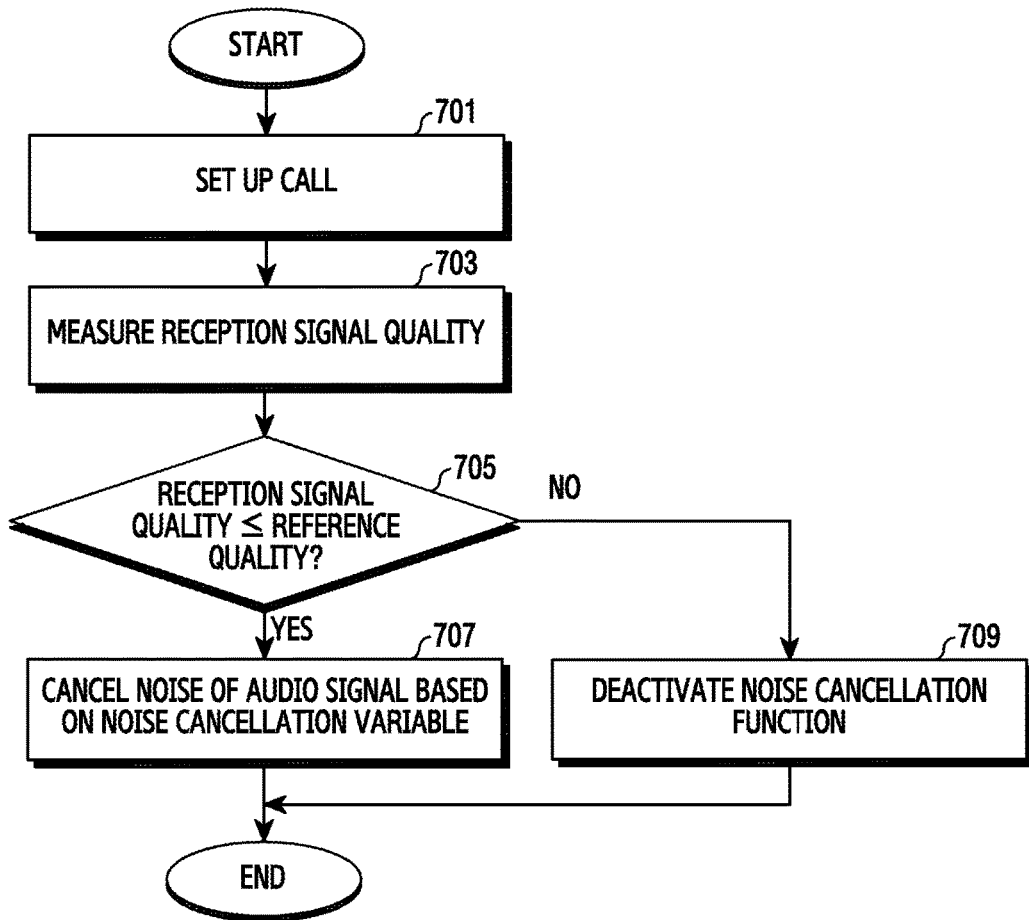 START
701
SET UP CALL
703
MEASURE RECEPTION SIGNAL QUALITY
705
RECEPTION SIGNAL
QUALITY ≤ REFERENCE
QUALITY?
NO
YES
707
CANCEL NOISE OF AUDIO SIGNAL BASED
ON NOISE CANCELLATION VARIABLE
709
DEACTIVATE NOISE CANCELLATION
FUNCTION
END